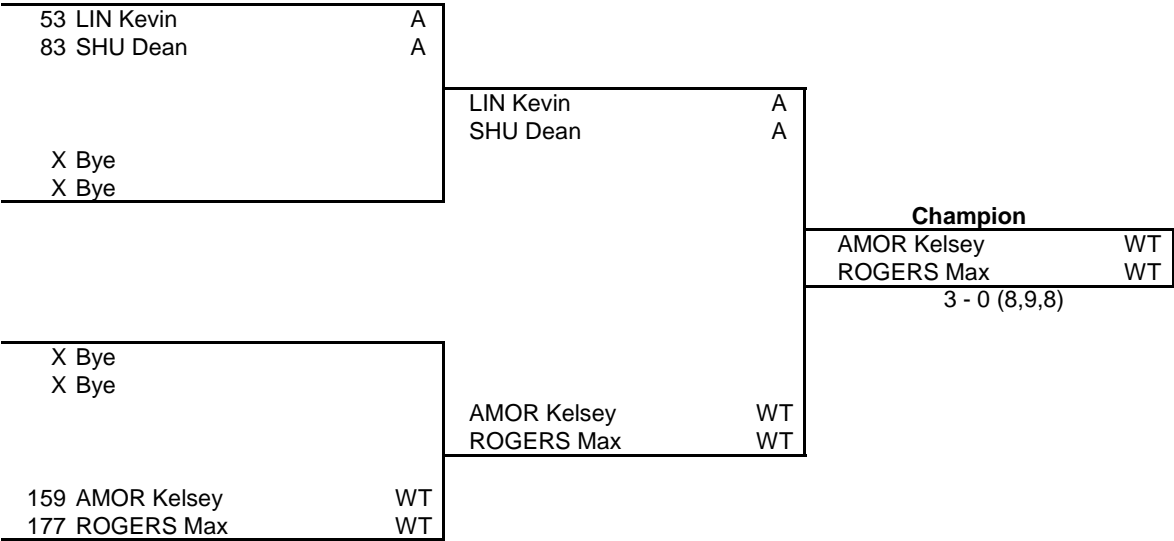 53 LIN Kevin A
83 SHU Dean A
LIN Kevin A
SHU Dean A
X Bye
X Bye
Champion
AMOR Kelsey WT
ROGERS Max WT
3 - 0 (8,9,8)
X Bye
X Bye
AMOR Kelsey WT
ROGERS Max WT
159 AMOR Kelsey WT
177 ROGERS Max WT